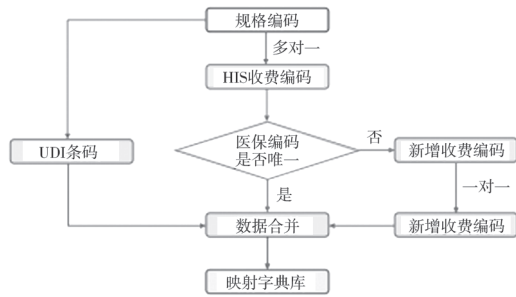 规格编码
多对一
HIS收费编码
医保编码
是否唯一
否
新增收费编码
UDI条码
是
一对一
数据合并
新增收费编码
映射字典库